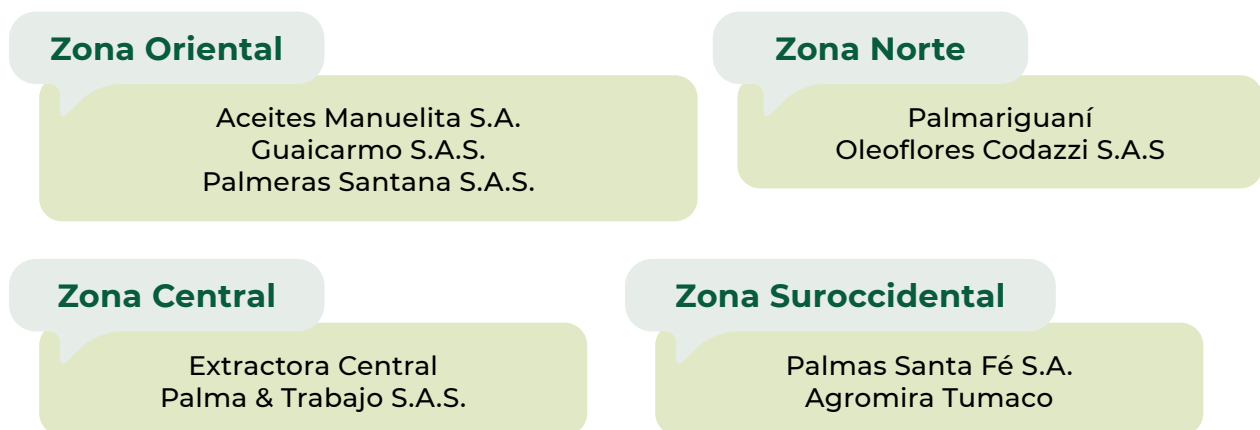 Zona Oriental
Aceites Manuelita S.A.
Guaicarmo S.A.S.
Palmeras Santana S.A.S.
Zona Norte
Palmariguaní
Oleoflores Codazzi S.A.S
Zona Central
Extractora Central
Palma & Trabajo S.A.S.
Zona Suroccidental
Palmas Santa Fé S.A.
Agromira Tumaco